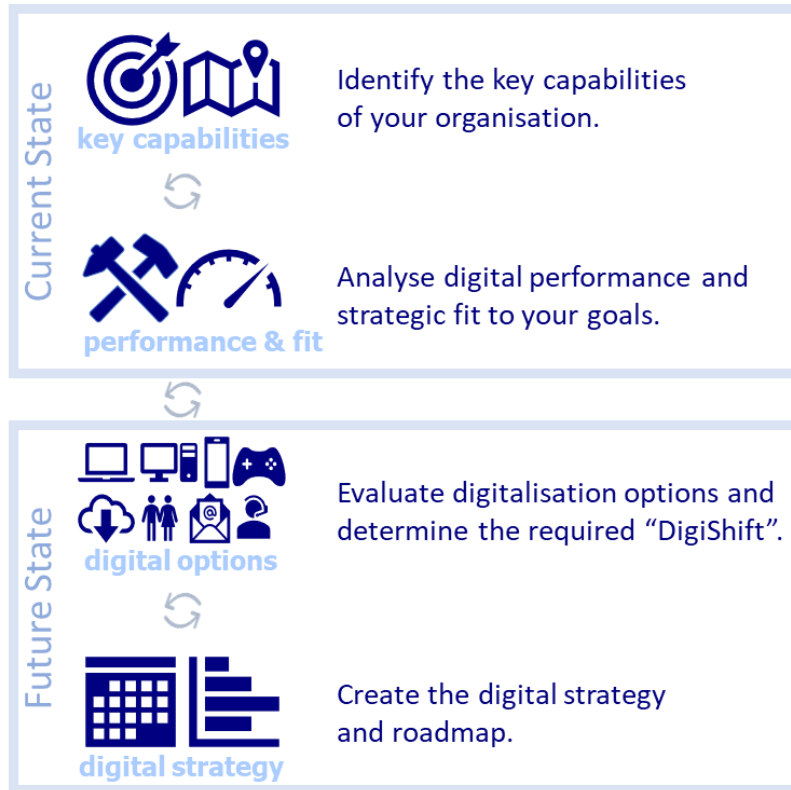 Current State
key capabilities
Identify the key capabilities
of your organisation.
performance & fit
Analyse digital performance and
strategic fit to your goals.
Future State
@
digital options
Evaluate digitalisation options and
determine the required “DigiShift”.
digital strategy
Create the digital strategy
and roadmap.